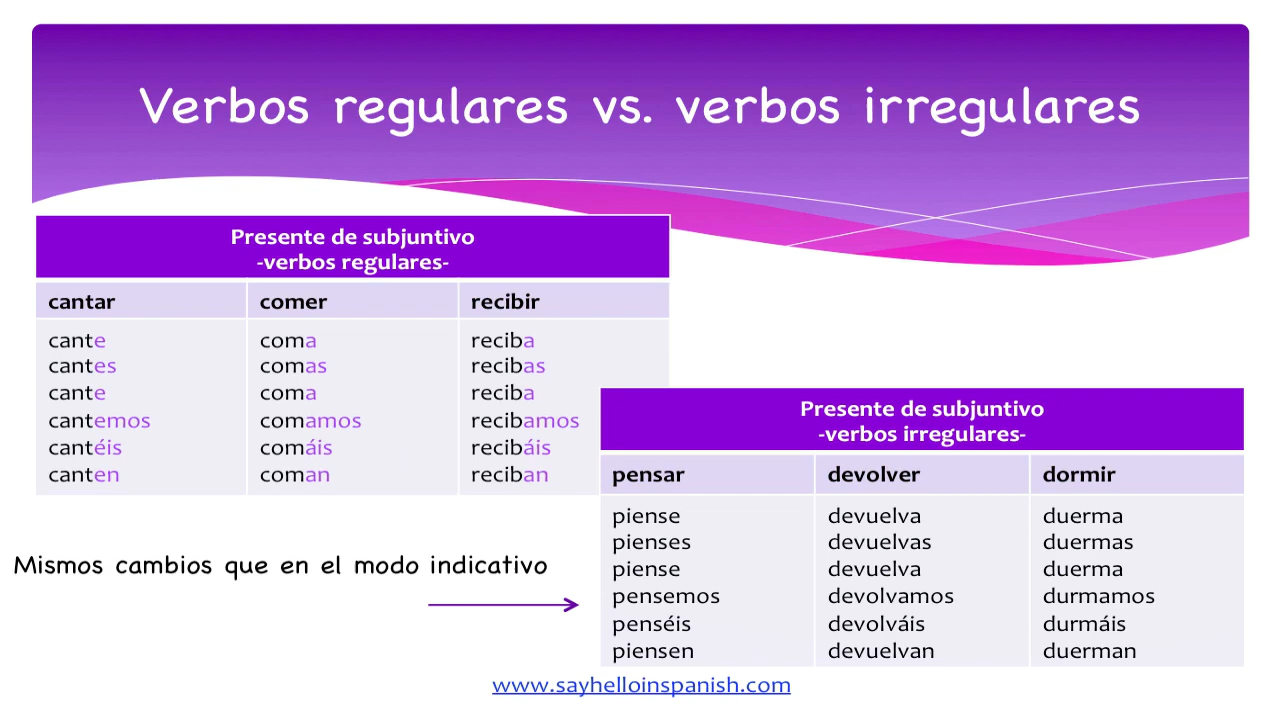 Verbos regulares vs. verbos irregulares
Presente de subjuntivo
-verbos regulares-
cantar comer recibir
cante coma reciba
cantes comas recibas
cante coma reciba
cantemos comamos recibamos
cantéis comáis recibáis
canten coman reciban
Presente de subjuntivo
-verbos irregulares-
pensar devolver dormir
piense devuelva duerma
pienses devuelvas duermas
piense devuelva duerma
pensemos devolvamos durmamos
penséis devolváis durmáis
piensen devuelvan duerman
Mismos cambios que en el modo indicativo
www.sayhelloinspanish.com